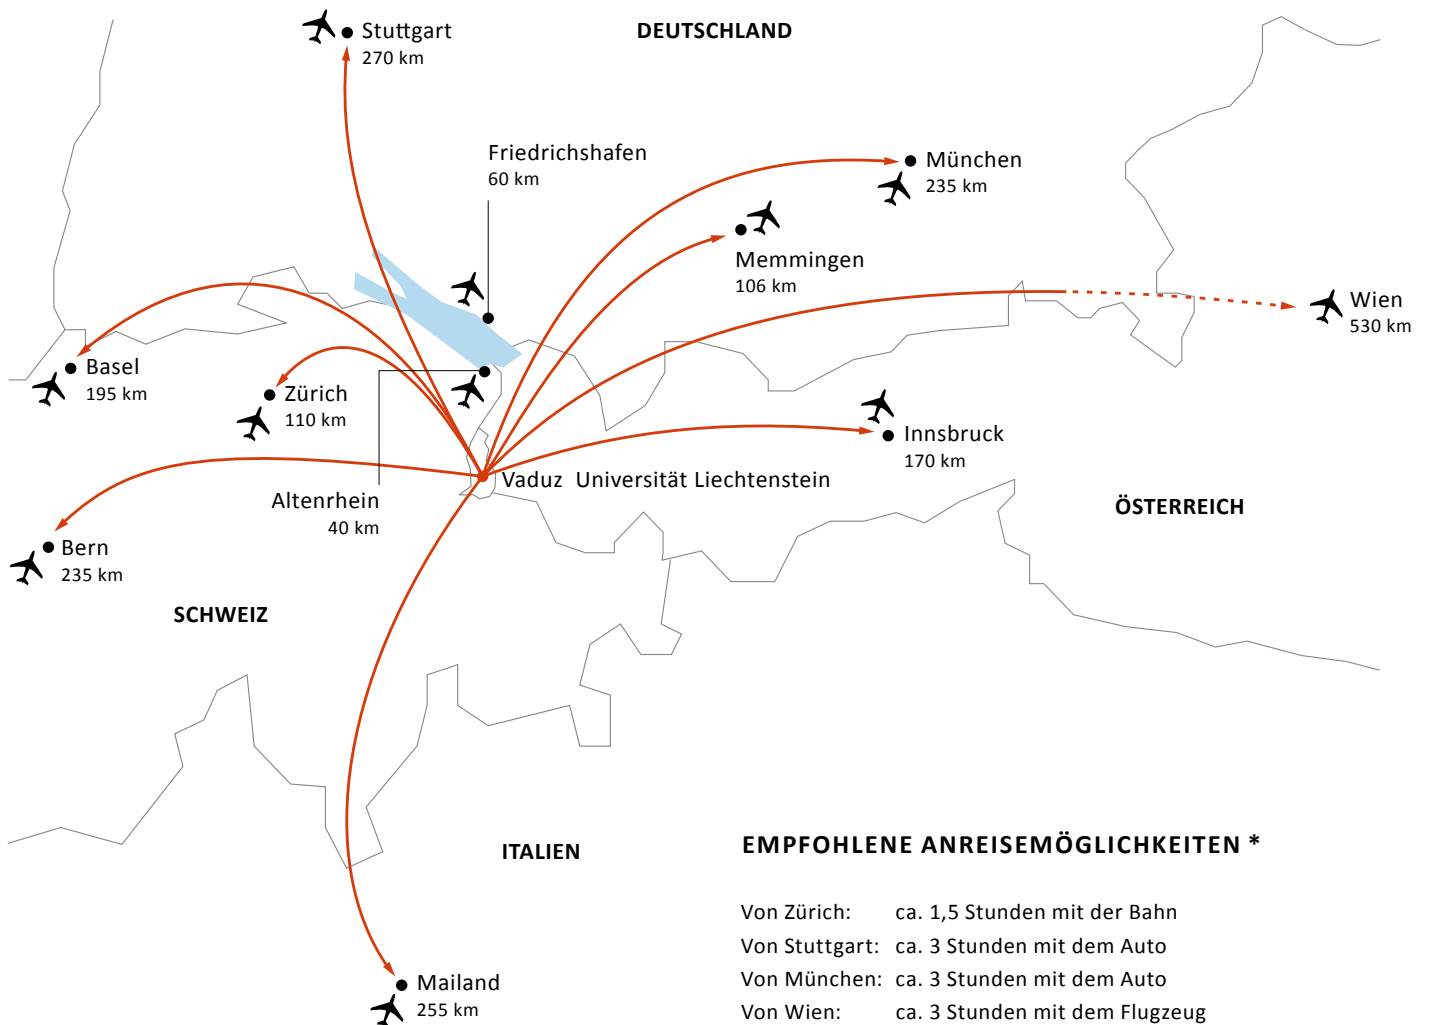 Stuttgart
270 km
DEUTSCHLAND
Friedrichshafen
60 km
München
235 km
Memmingen
106 km
Wien
530 km
Basel
195 km
Zürich
110 km
Innsbruck
170 km
Vaduz Universität Liechtenstein
Altenrhein
40 km
ÖSTERREICH
Bern
235 km
SCHWEIZ
ITALIEN
Mailand
255 km
EMPFOHLENE ANREISEMÖGLICHKEITEN *
Von Zürich: ca. 1,5 Stunden mit der Bahn
Von Stuttgart: ca. 3 Stunden mit dem Auto
Von München: ca. 3 Stunden mit dem Auto
Von Wien: ca. 3 Stunden mit dem Flugzeug